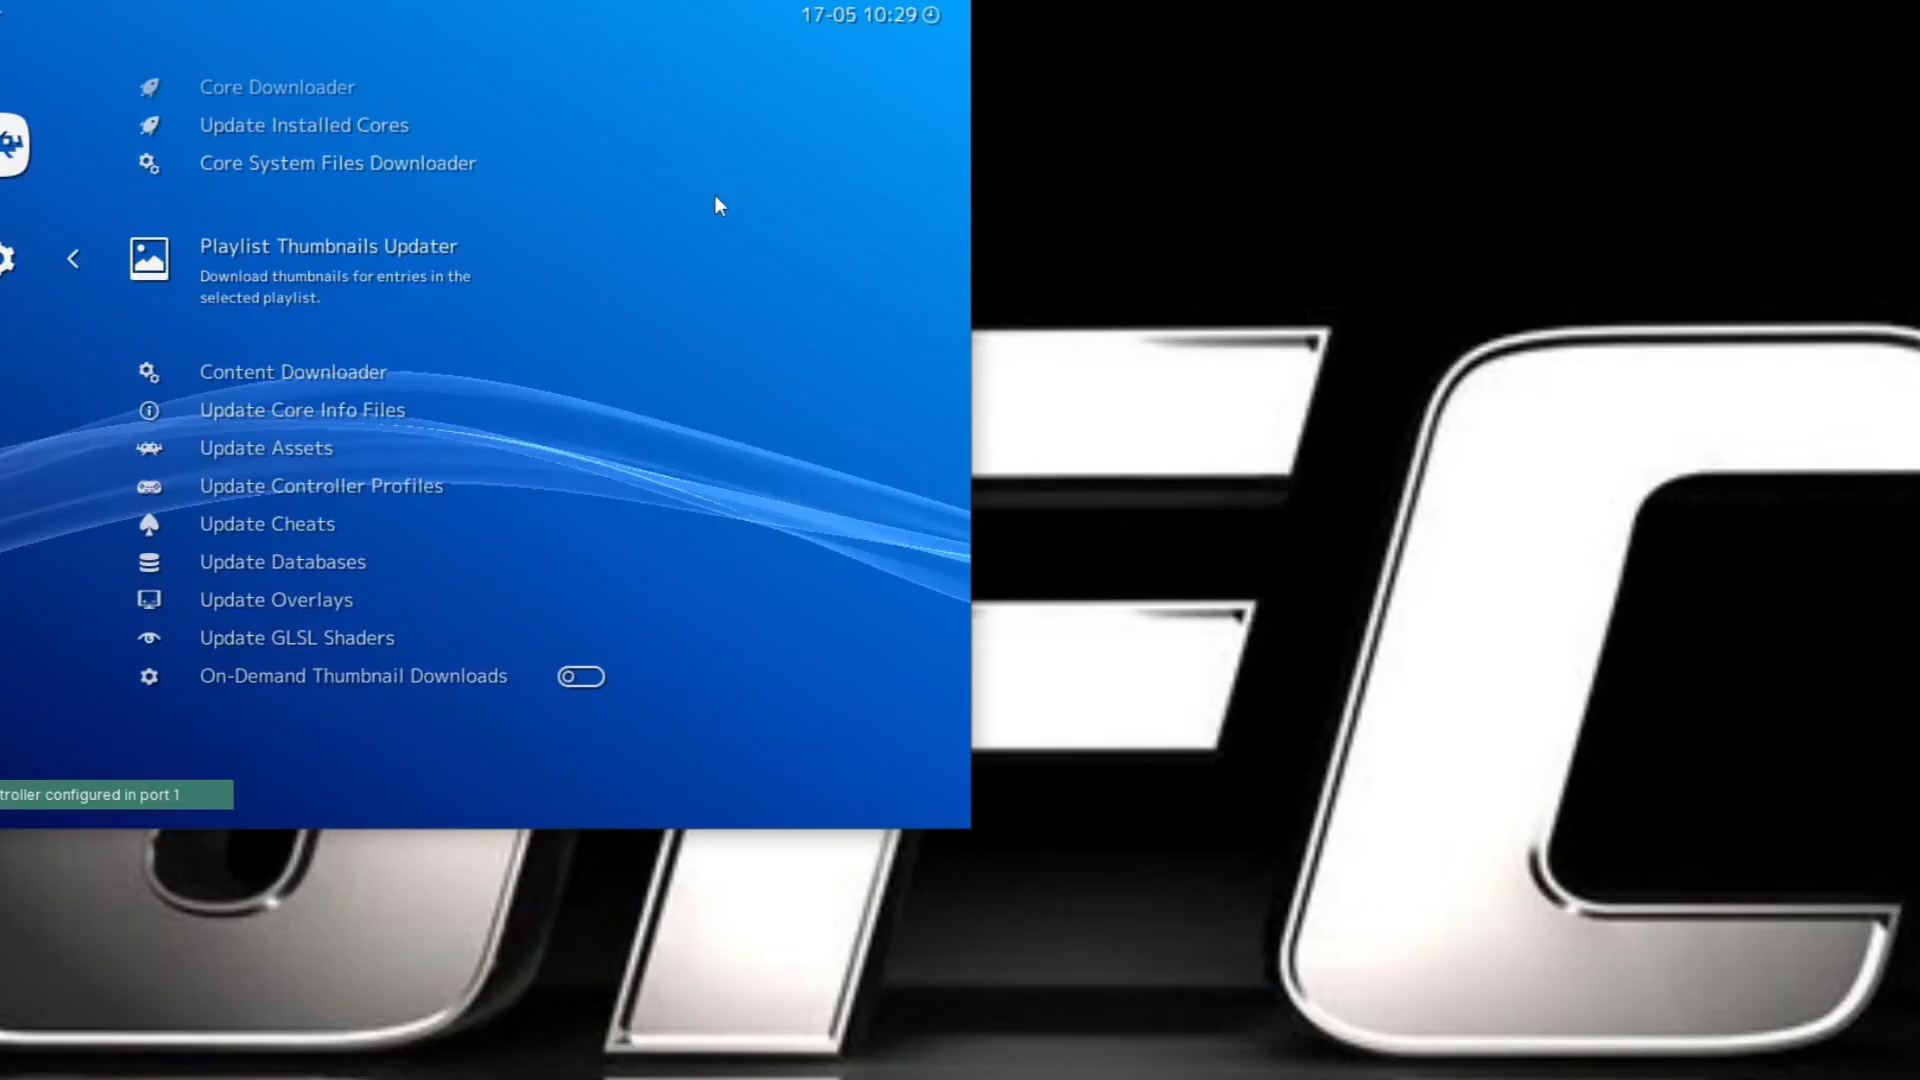 17-05 10:29
Core Downloader
Update Installed Cores
Core System Files Downloader
Playlist Thumbnails Updater
Download thumbnails for entries in the
selected playlist.
Content Downloader
Update Core Info Files
Update Assets
Update Controller Profiles
Update Cheats
Update Databases
Update Overlays
Update GLSL Shaders
On-Demand Thumbnail Downloads
troller configured in port 1